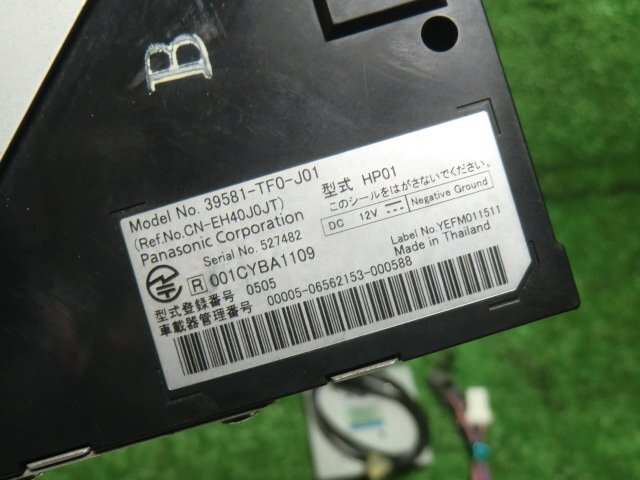 B
Model No. 39581-TF0-J01
(Ref.No.CN-EH40J0JT)
Panasonic Corporation
Serial No. 527482
型式 HP01
このシールをはがさないでください。
DC 12V Negative Ground
R 001CYBA1109
Label No.YEFM011511
Made in Thailand
型式登録番号 0505
車載器管理番号 00005-06562153-000588